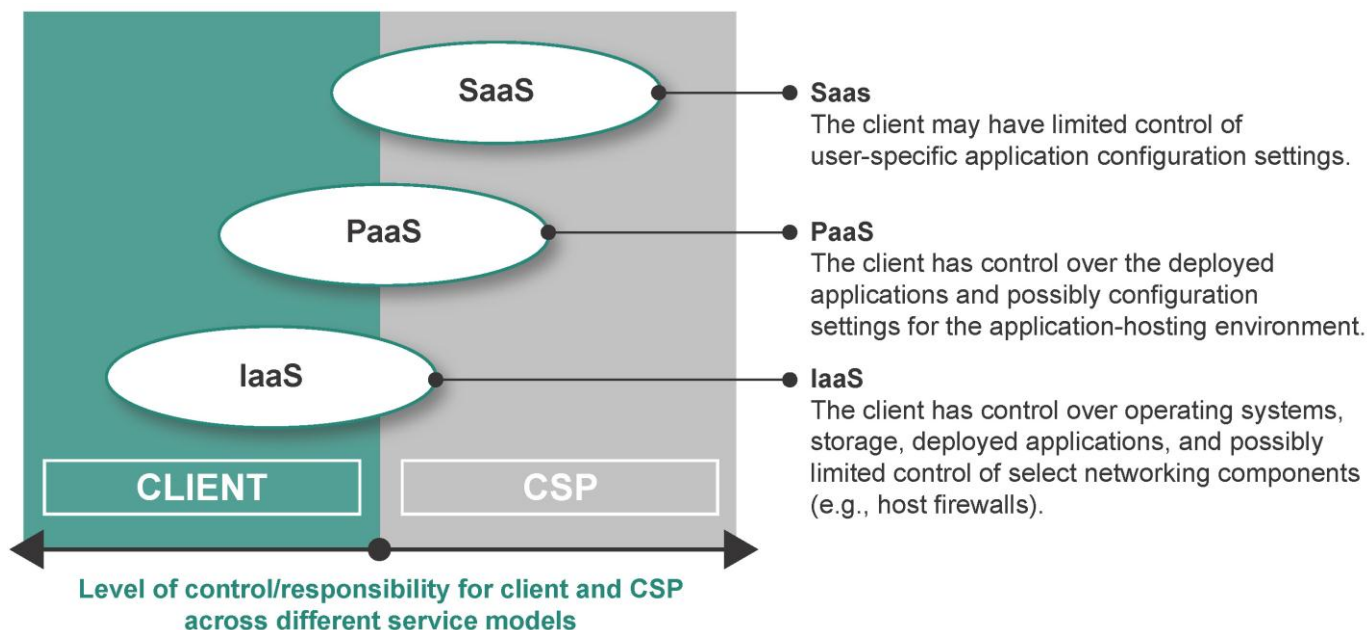 SaaS
Saas
The client may have limited control of
user-specific application configuration settings.
PaaS
PaaS
The client has control over the deployed
applications and possibly configuration
settings for the application-hosting environment.
IaaS
IaaS
The client has control over operating systems,
storage, deployed applications, and possibly
limited control of select networking components
(e.g., host firewalls).
CLIENT
CSP
Level of control/responsibility for client and CSP
across different service models